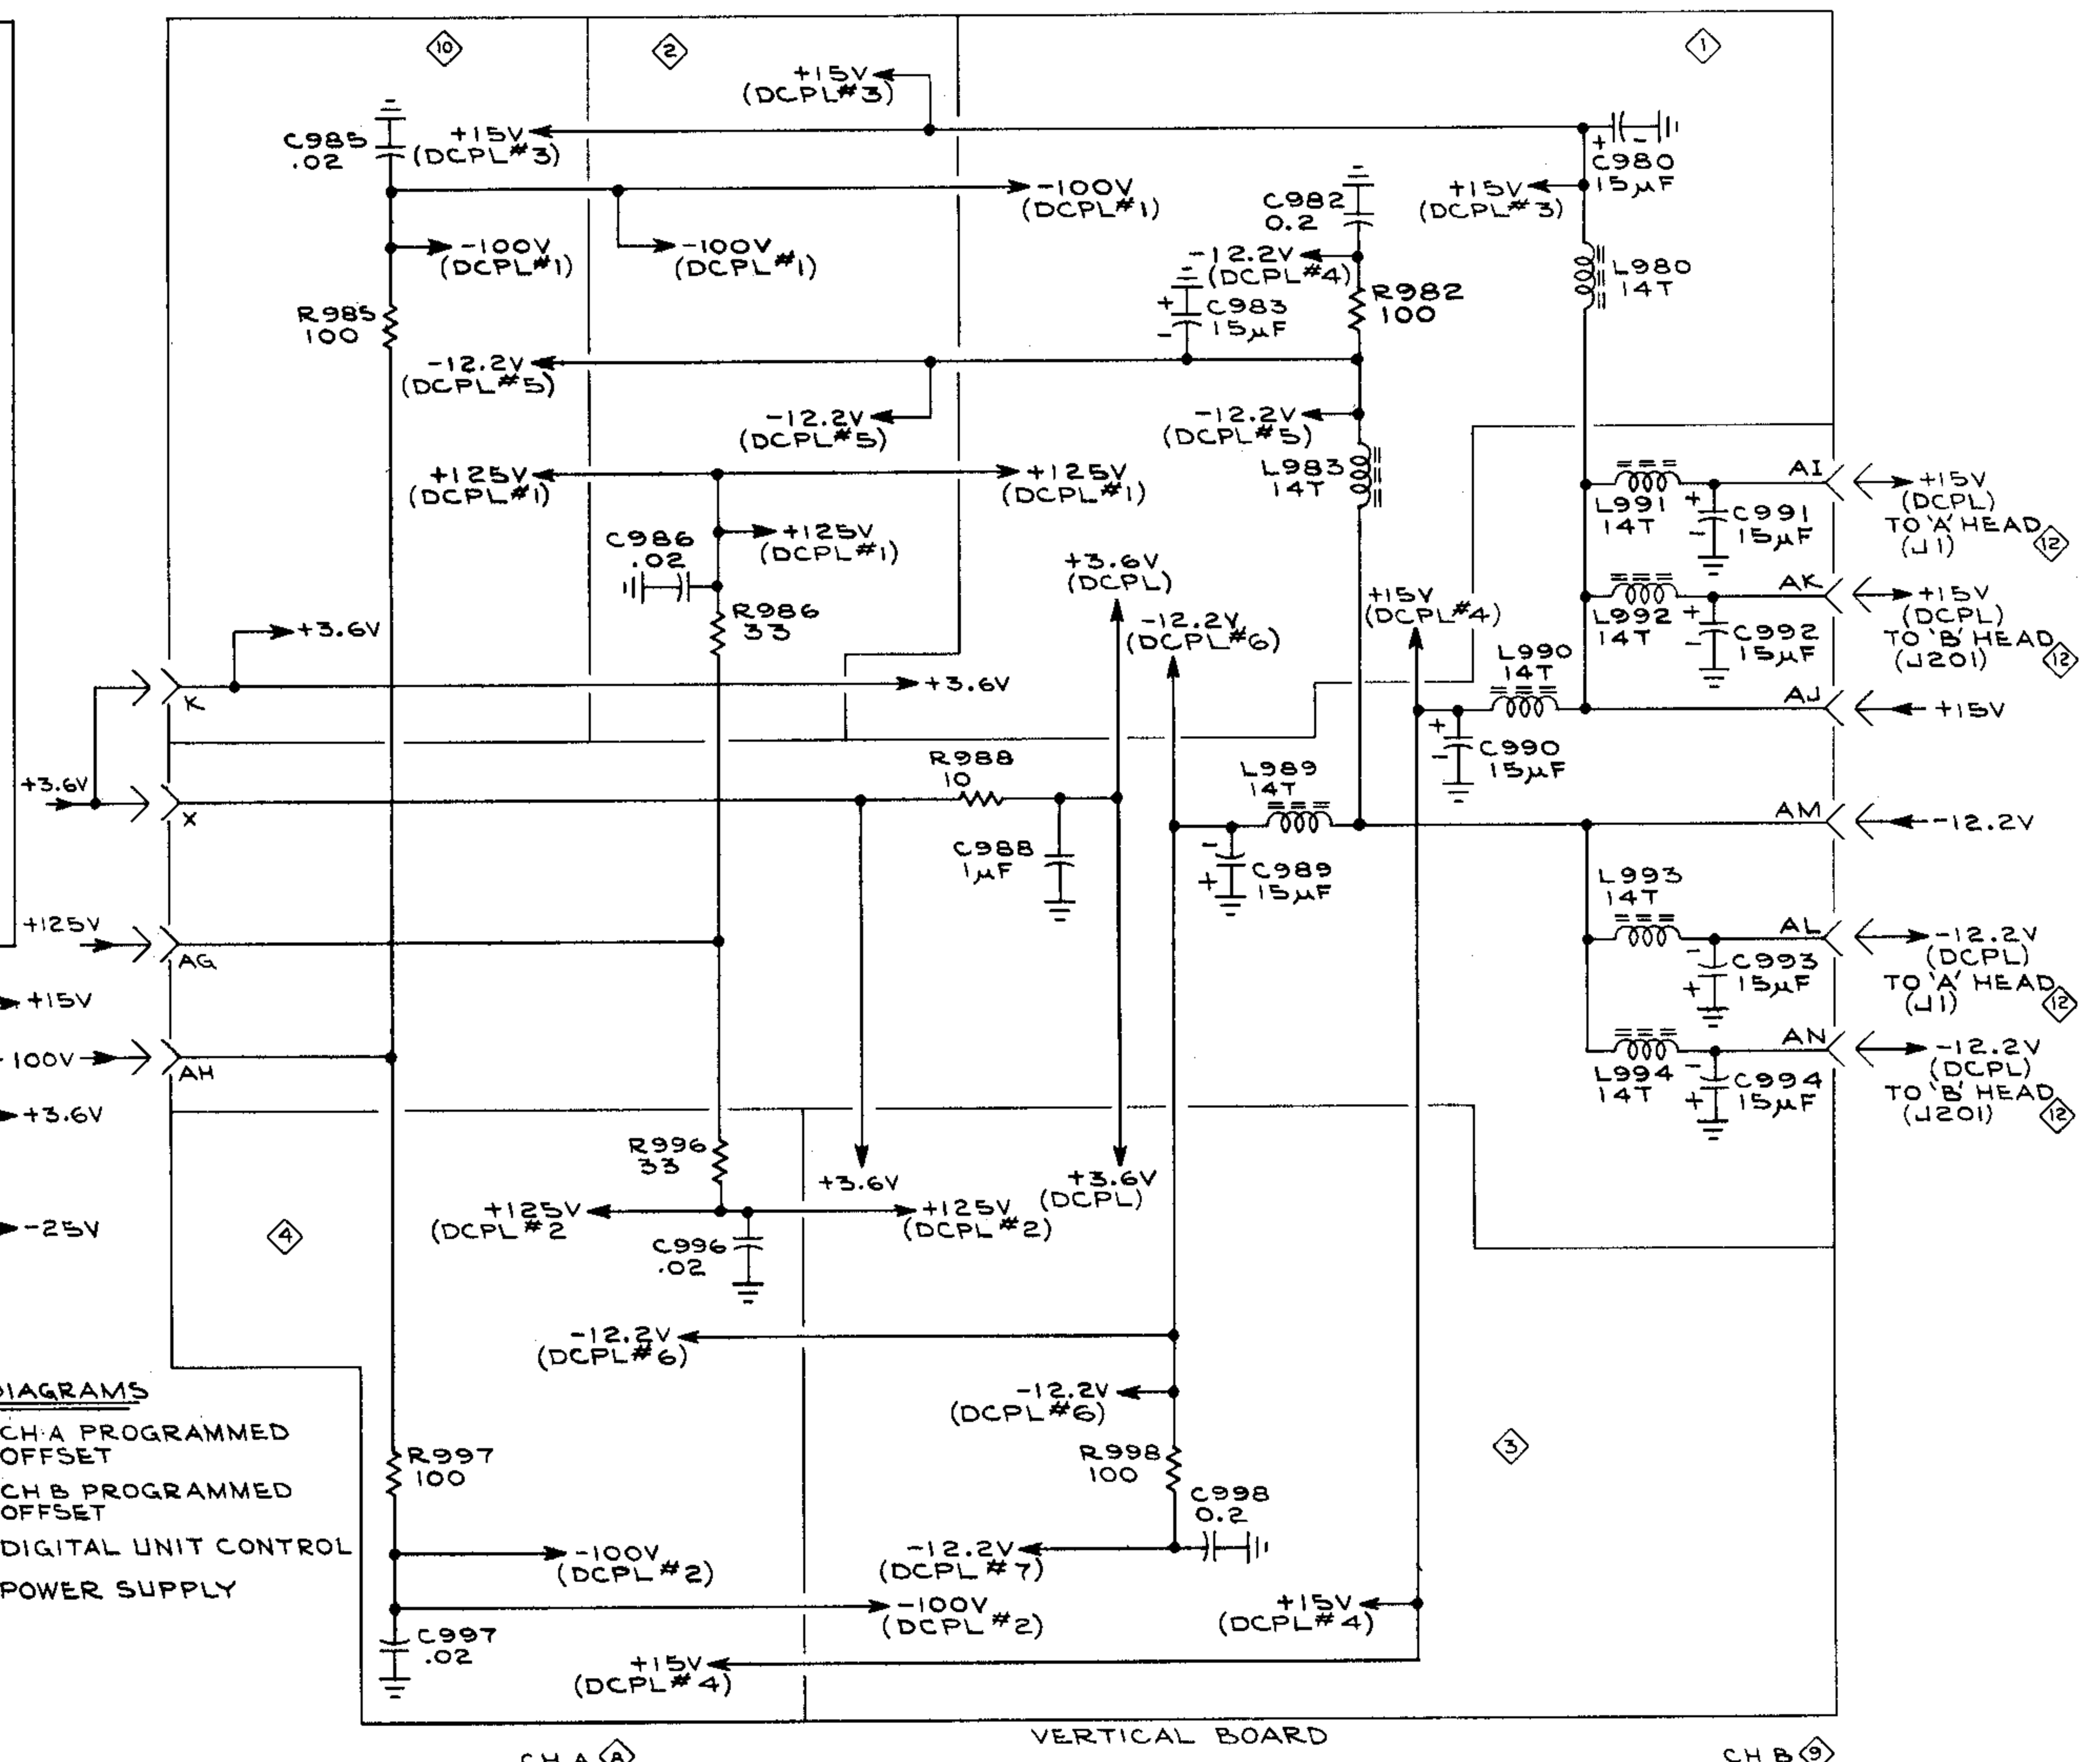 10
2
1
+15V
(DCPL#3)
C985
.02
+15V
(DCPL#3)
C980
15µF
-100V
(DCPL#1)
C982
0.2
+15V
(DCPL#3)
-100V
(DCPL#1)
-100V
(DCPL#1)
-12.2V
(DCPL#4)
L980
14T
R985
100
+
-
C983
15µF
R982
100
-12.2V
(DCPL#5)
-12.2V
(DCPL#5)
-12.2V
(DCPL#5)
L983
14T
+125V
(DCPL#1)
+125V
(DCPL#1)
C986
.02
+125V
(DCPL#1)
R986
33
L991
14T
+
-
C991
15µF
AI
+15V
(DCPL)
TO 'A' HEAD
(J1)
12
+3.6V
(DCPL)
-12.2V
(DCPL#6)
+15V
(DCPL#4)
L992
14T
+
-
C992
15µF
AK
+15V
(DCPL)
TO 'B' HEAD
(J201)
12
+3.6V
K
+3.6V
L990
14T
AJ
+15V
+
-
C990
15µF
+3.6V
X
R988
10
C988
1µF
L989
14T
-
+
C989
15µF
AM
-12.2V
L993
14T
+125V
AG
-
+
C993
15µF
AL
-12.2V
(DCPL)
TO 'A' HEAD
(J1)
12
+15V
-100V
AH
L994
14T
-
+
C994
15µF
AN
-12.2V
(DCPL)
TO 'B' HEAD
(J201)
12
+3.6V
R996
33
+3.6V
+3.6V
(DCPL)
+125V
(DCPL#2
+125V
(DCPL#2)
-25V
4
C996
.02
-12.2V
(DCPL#6)
-12.2V
(DCPL#6)
DIAGRAMS
CH A PROGRAMMED
OFFSET
CH B PROGRAMMED
OFFSET
DIGITAL UNIT CONTROL
POWER SUPPLY
R997
100
R998
100
C998
0.2
3
-100V
(DCPL#2)
-12.2V
(DCPL#7)
-100V
(DCPL#2)
+15V
(DCPL#4)
C997
.02
+15V
(DCPL#4)
VERTICAL BOARD
CH A 8
CH B 9